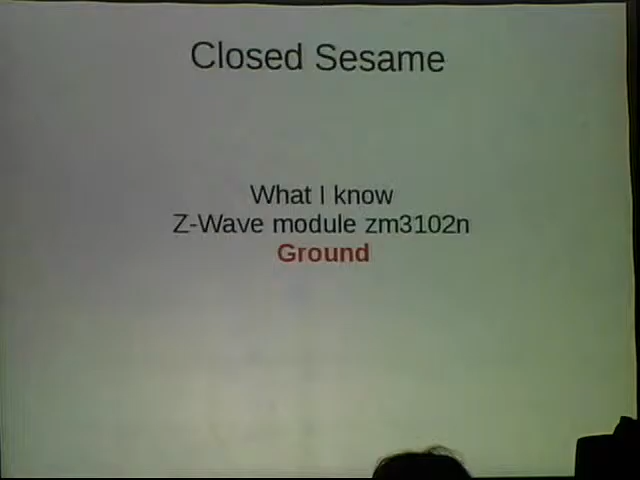 Closed Sesame
What I know
Z-Wave module zm3102n
Ground